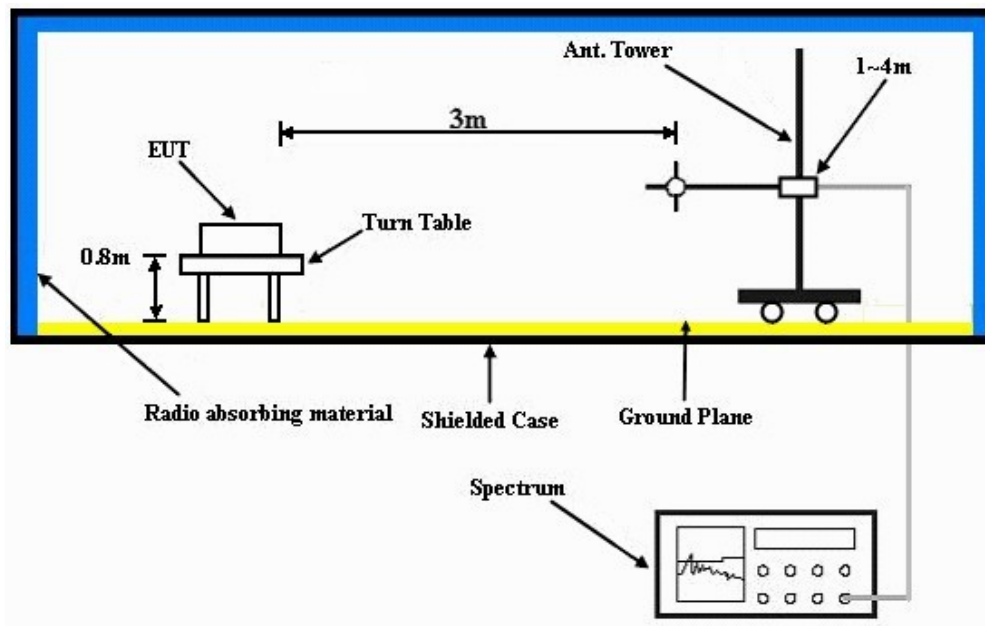 Ant. Tower
1~4m
3m
EUT
Turn Table
0.8m
Radio absorbing material
Shielded Case
Ground Plane
Spectrum